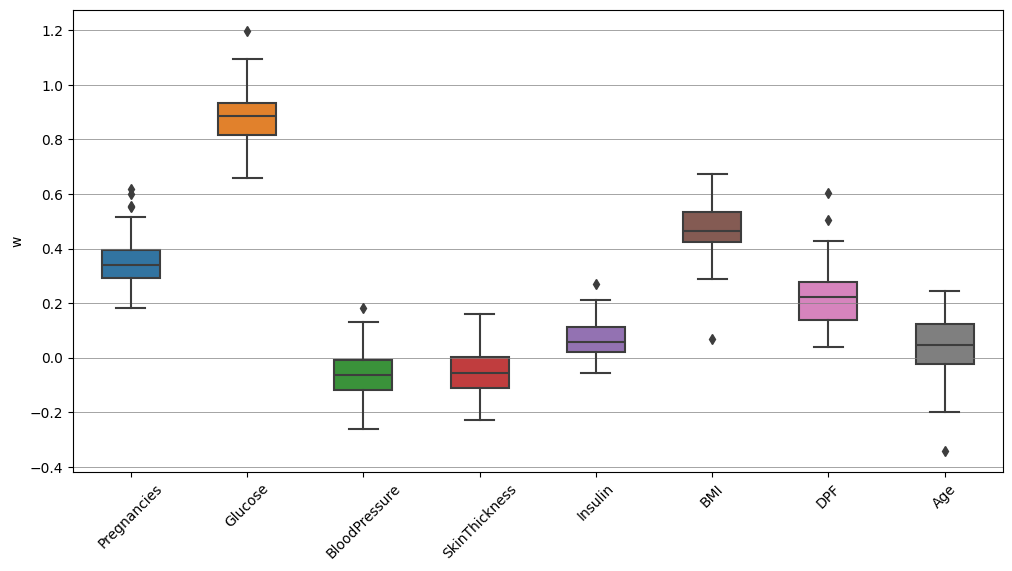 1.2
1.0
0.8
0.6
0.4
0.2
0.0
−0.2
−0.4
w
Pregnancies
Glucose
BloodPressure
SkinThickness
Insulin
BMI
DPF
Age